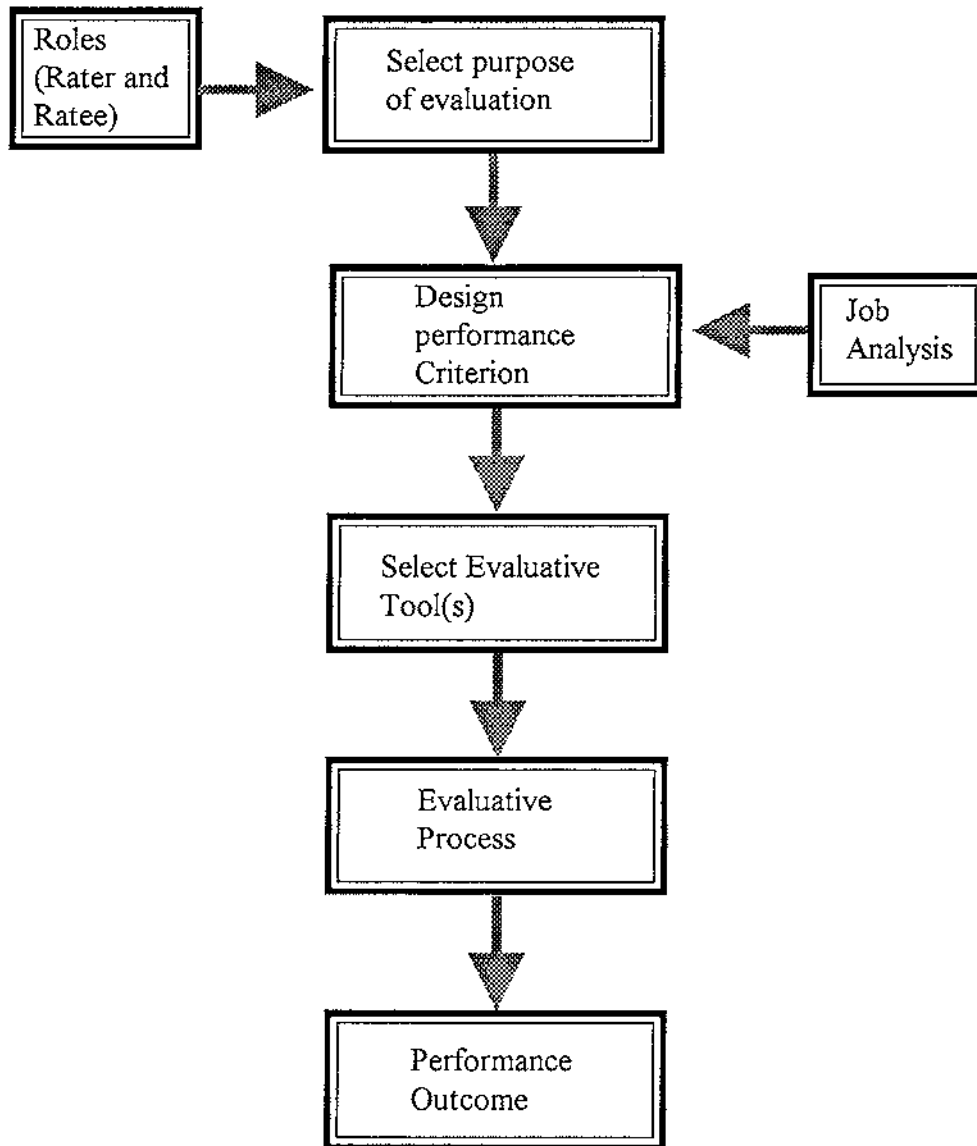 Roles
(Rater and
Ratee)
Select purpose
of evaluation
Design
performance
Criterion
Job
Analysis
Select Evaluative
Tool(s)
Evaluative
Process
Performance
Outcome